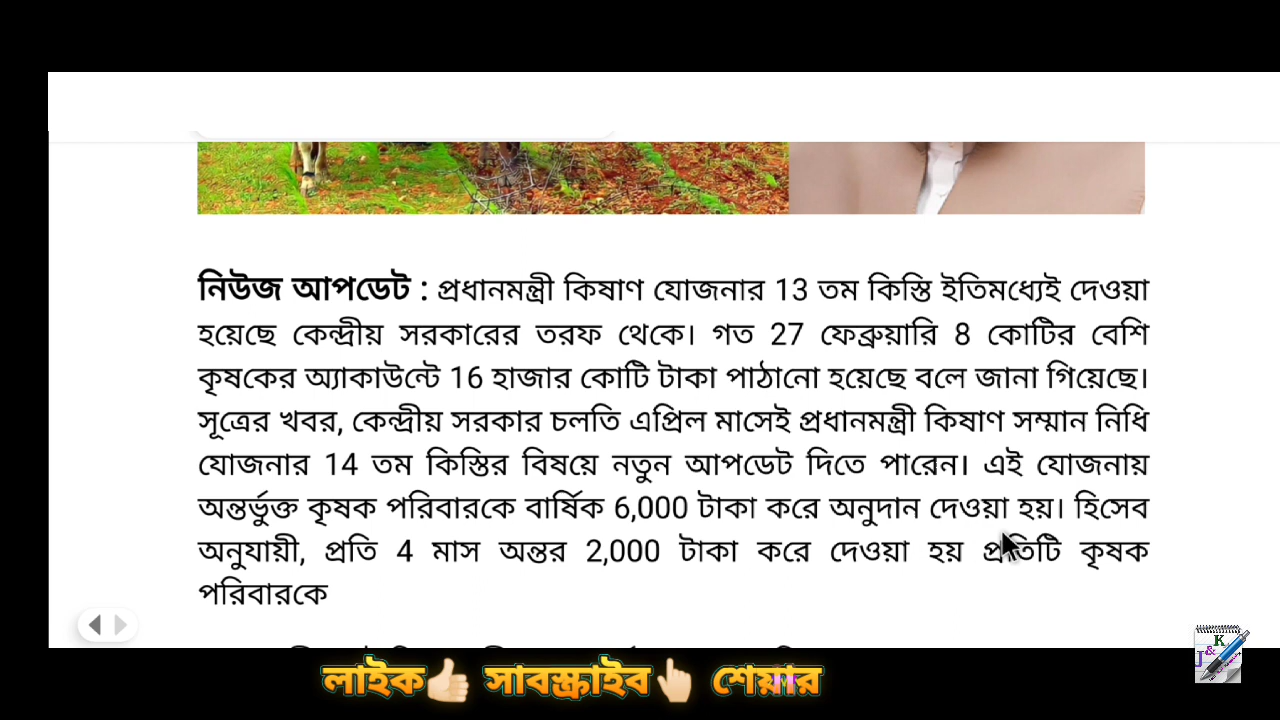 নিউজ আপডেট : প্রধানমন্ত্রী কিষাণ যোজনার 13 তম কিস্তি ইতিমধ্যেই দেওয়া
হয়েছে কেন্দ্রীয় সরকারের তরফ থেকে। গত 27 ফেব্রুয়ারি 8 কোটির বেশি
কৃষকের অ্যাকাউন্টে 16 হাজার কোটি টাকা পাঠানো হয়েছে বলে জানা গিয়েছে।
সূত্রের খবর, কেন্দ্রীয় সরকার চলতি এপ্রিল মাসেই প্রধানমন্ত্রী কিষাণ সম্মান নিধি
যোজনার 14 তম কিস্তির বিষয়ে নতুন আপডেট দিতে পারেন। এই যোজনায়
অন্তর্ভুক্ত কৃষক পরিবারকে বার্ষিক 6,000 টাকা করে অনুদান দেওয়া হয়। হিসেব
অনুযায়ী, প্রতি 4 মাস অন্তর 2,000 টাকা করে দেওয়া হয় প্রতিটি কৃষক
পরিবারকে
লাইক সাবস্ক্রাইব শেয়ার
J & K